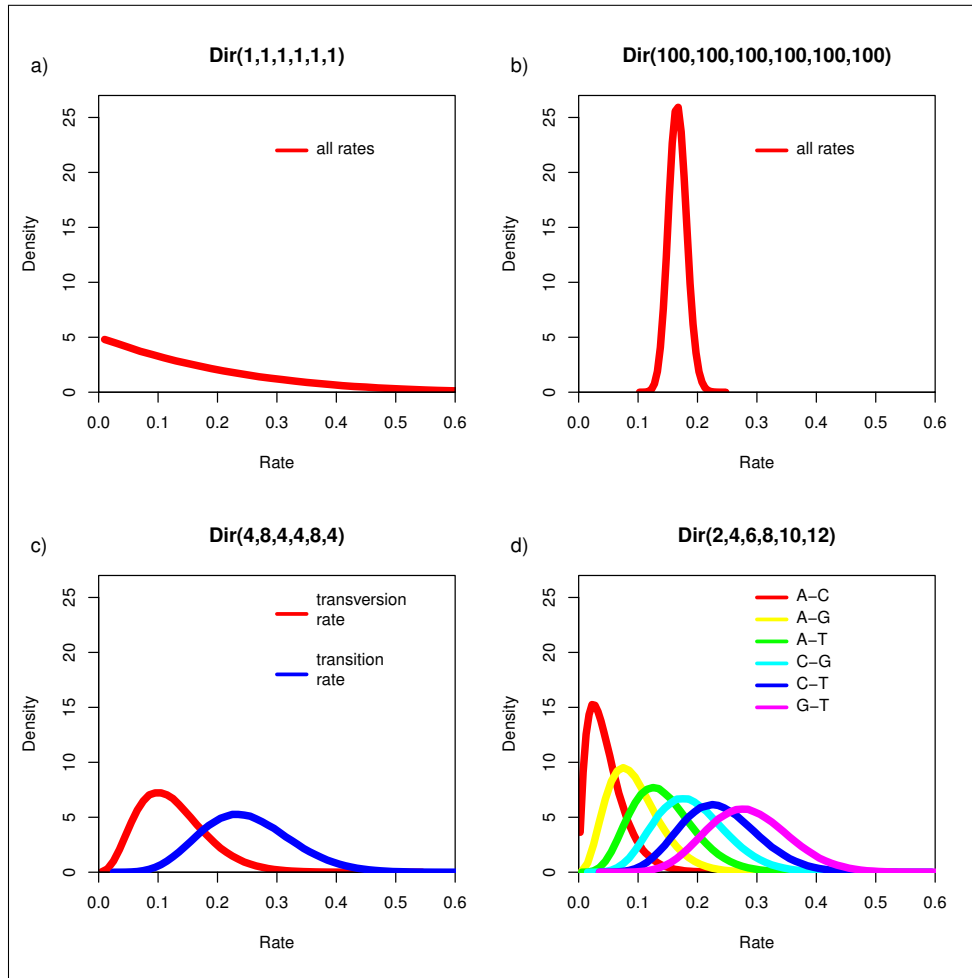 a)
Dir(1,1,1,1,1,1)
25
20
15
10
5
0
Density
all rates
0.0 0.1 0.2 0.3 0.4 0.5 0.6
Rate
b)
Dir(100,100,100,100,100,100)
25
20
15
10
5
0
Density
all rates
0.0 0.1 0.2 0.3 0.4 0.5 0.6
Rate
c)
Dir(4,8,4,4,8,4)
25
20
15
10
5
0
Density
transversion
rate
transition
rate
0.0 0.1 0.2 0.3 0.4 0.5 0.6
Rate
d)
Dir(2,4,6,8,10,12)
25
20
15
10
5
0
Density
A−C
A−G
A−T
C−G
C−T
G−T
0.0 0.1 0.2 0.3 0.4 0.5 0.6
Rate